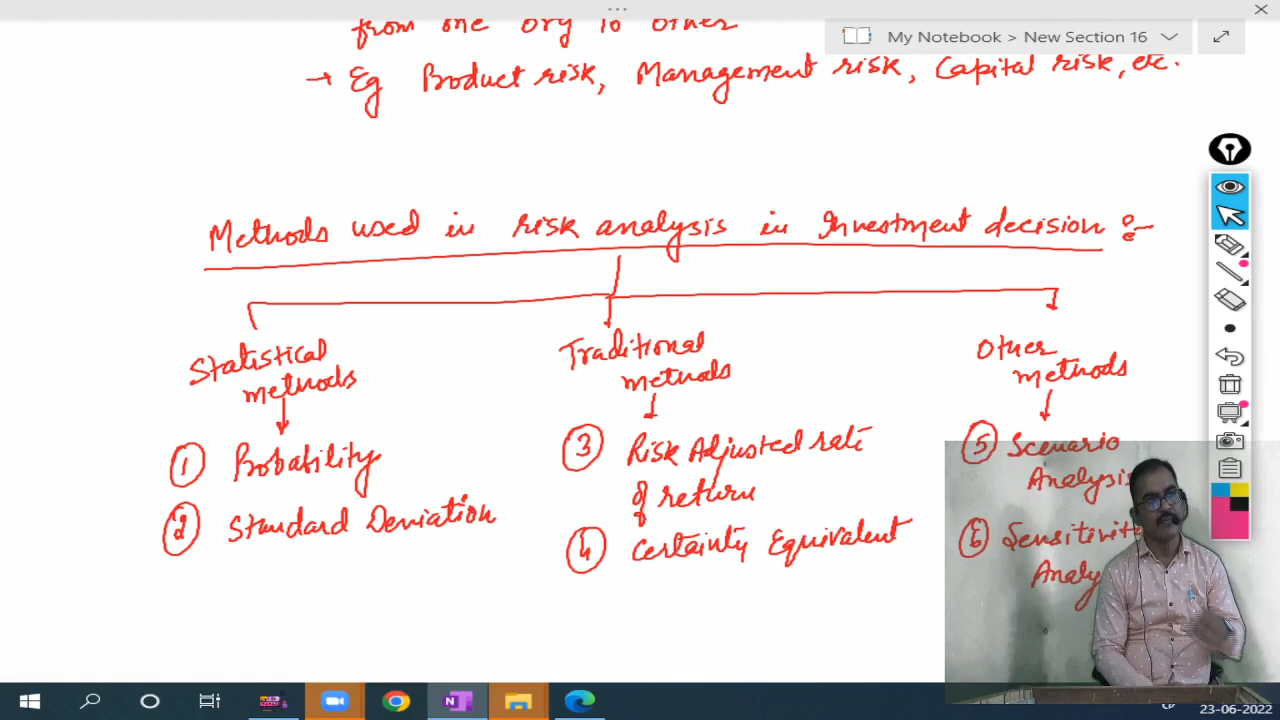 from one Org to other
My Notebook > New Section 16
→ Eg Product risk, Management risk, Capital risk, etc.
Methods used in risk analysis in Investment decision :-
Statistical methods
Traditional methods
Other methods
① Probability
② Standard Deviation
③ Risk Adjusted rate
of return
④ Certainty Equivalent
⑤ Scenario
Analysis
⑥
23-06-2022